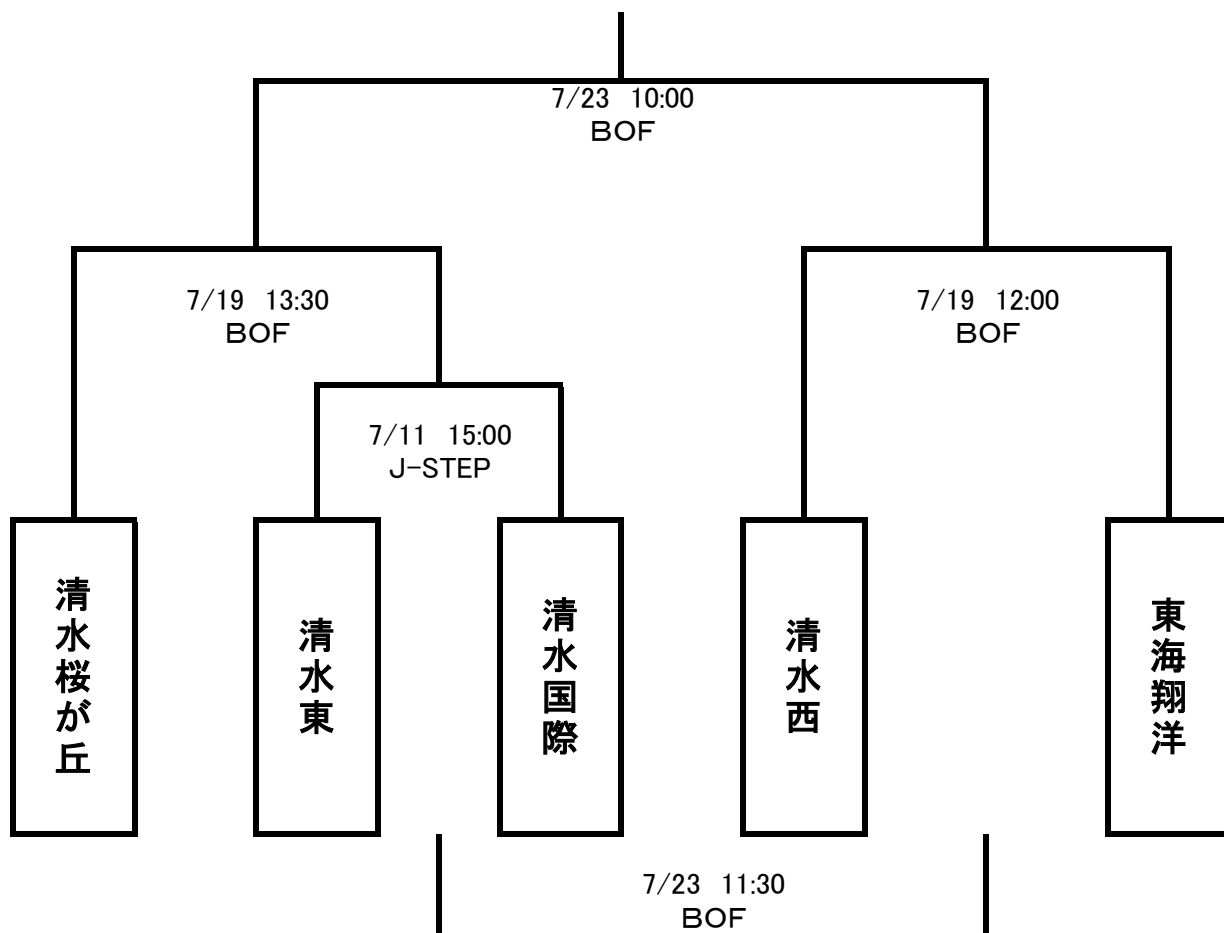 7/23 10:00
BOF
7/19 13:30
BOF
7/19 12:00
BOF
7/11 15:00
J-STEP
清水桜が丘
清水東
清水国際
清水西
東海翔洋
7/23 11:30
BOF